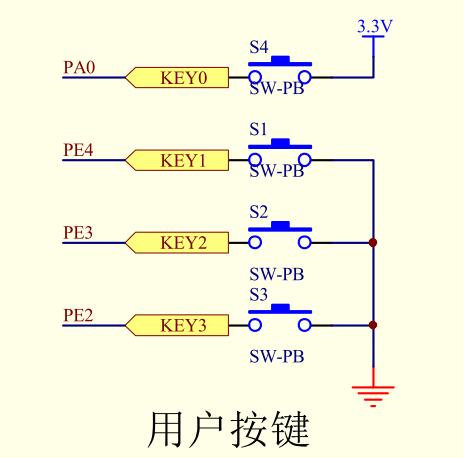 3.3V
S4
PA0 KEY0
SW-PB
S1
PE4 KEY1
SW-PB
S2
PE3 KEY2
SW-PB
S3
PE2 KEY3
SW-PB
用户按键